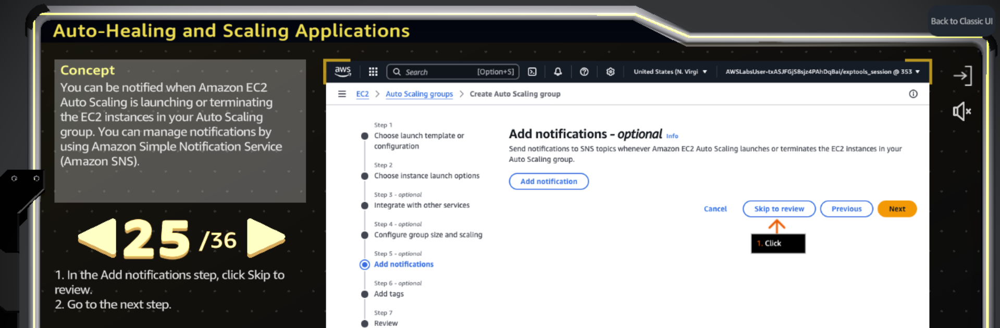 Back to Classic UI
Auto-Healing and Scaling Applications
Concept
You can be notified when Amazon EC2
Auto Scaling is launching or terminating
the EC2 instances in your Auto Scaling
group. You can manage notifications by
using Amazon Simple Notification Service
(Amazon SNS).
25 /36
1. In the Add notifications step, click Skip to
review.
2. Go to the next step.
aws Search [Option+S] United States (N. Virgi AWSLabsUser-txASJFGjS8sjz4PAhDqBai/exptools_session @ 353
EC2 > Auto Scaling groups > Create Auto Scaling group
Step 1
Choose launch template or
configuration
Step 2
Choose instance launch options
Step 3 - optional
Integrate with other services
Step 4 - optional
Configure group size and scaling
Step 5 - optional
Add notifications
Step 6 - optional
Add tags
Step 7
Review
Add notifications - optional Info
Send notifications to SNS topics whenever Amazon EC2 Auto Scaling launches or terminates the EC2 instances in your
Auto Scaling group.
Add notification
Cancel Skip to review Previous Next
1. Click